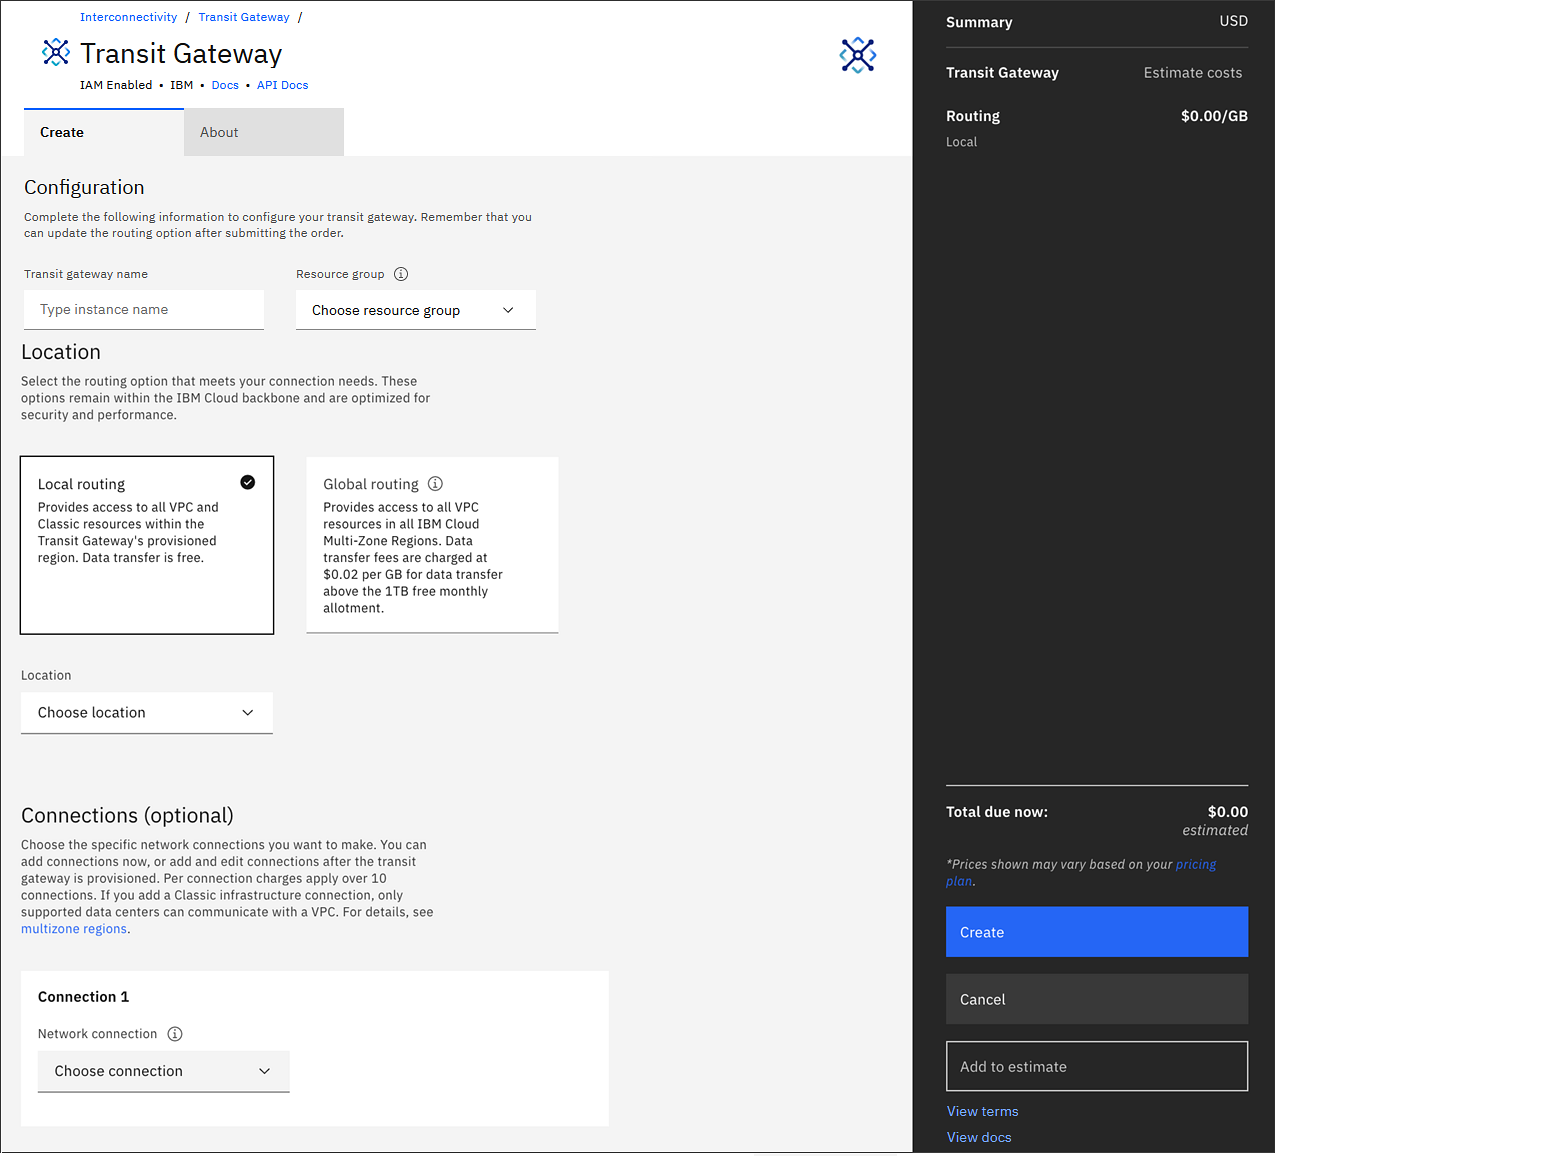 Interconnectivity / Transit Gateway /
Transit Gateway
IAM Enabled • IBM • Docs • API Docs
Create
About
Configuration
Complete the following information to configure your transit gateway. Remember that you
can update the routing option after submitting the order.
Transit gateway name
Resource group
Type instance name
Choose resource group
Location
Select the routing option that meets your connection needs. These
options remain within the IBM Cloud backbone and are optimized for
security and performance.
Local routing
Provides access to all VPC and
Classic resources within the
Transit Gateway's provisioned
region. Data transfer is free.
Global routing
Provides access to all VPC
resources in all IBM Cloud
Multi-Zone Regions. Data
transfer fees are charged at
$0.02 per GB for data transfer
above the 1TB free monthly
allotment.
Location
Choose location
Connections (optional)
Choose the specific network connections you want to make. You can
add connections now, or add and edit connections after the transit
gateway is provisioned. Per connection charges apply over 10
connections. If you add a Classic infrastructure connection, only
supported data centers can communicate with a VPC. For details, see
multizone regions.
Connection 1
Network connection
Choose connection
Summary USD
Transit Gateway Estimate costs
Routing $0.00/GB
Local
Total due now: $0.00
estimated
*Prices shown may vary based on your pricing
plan.
Create
Cancel
Add to estimate
View terms
View docs